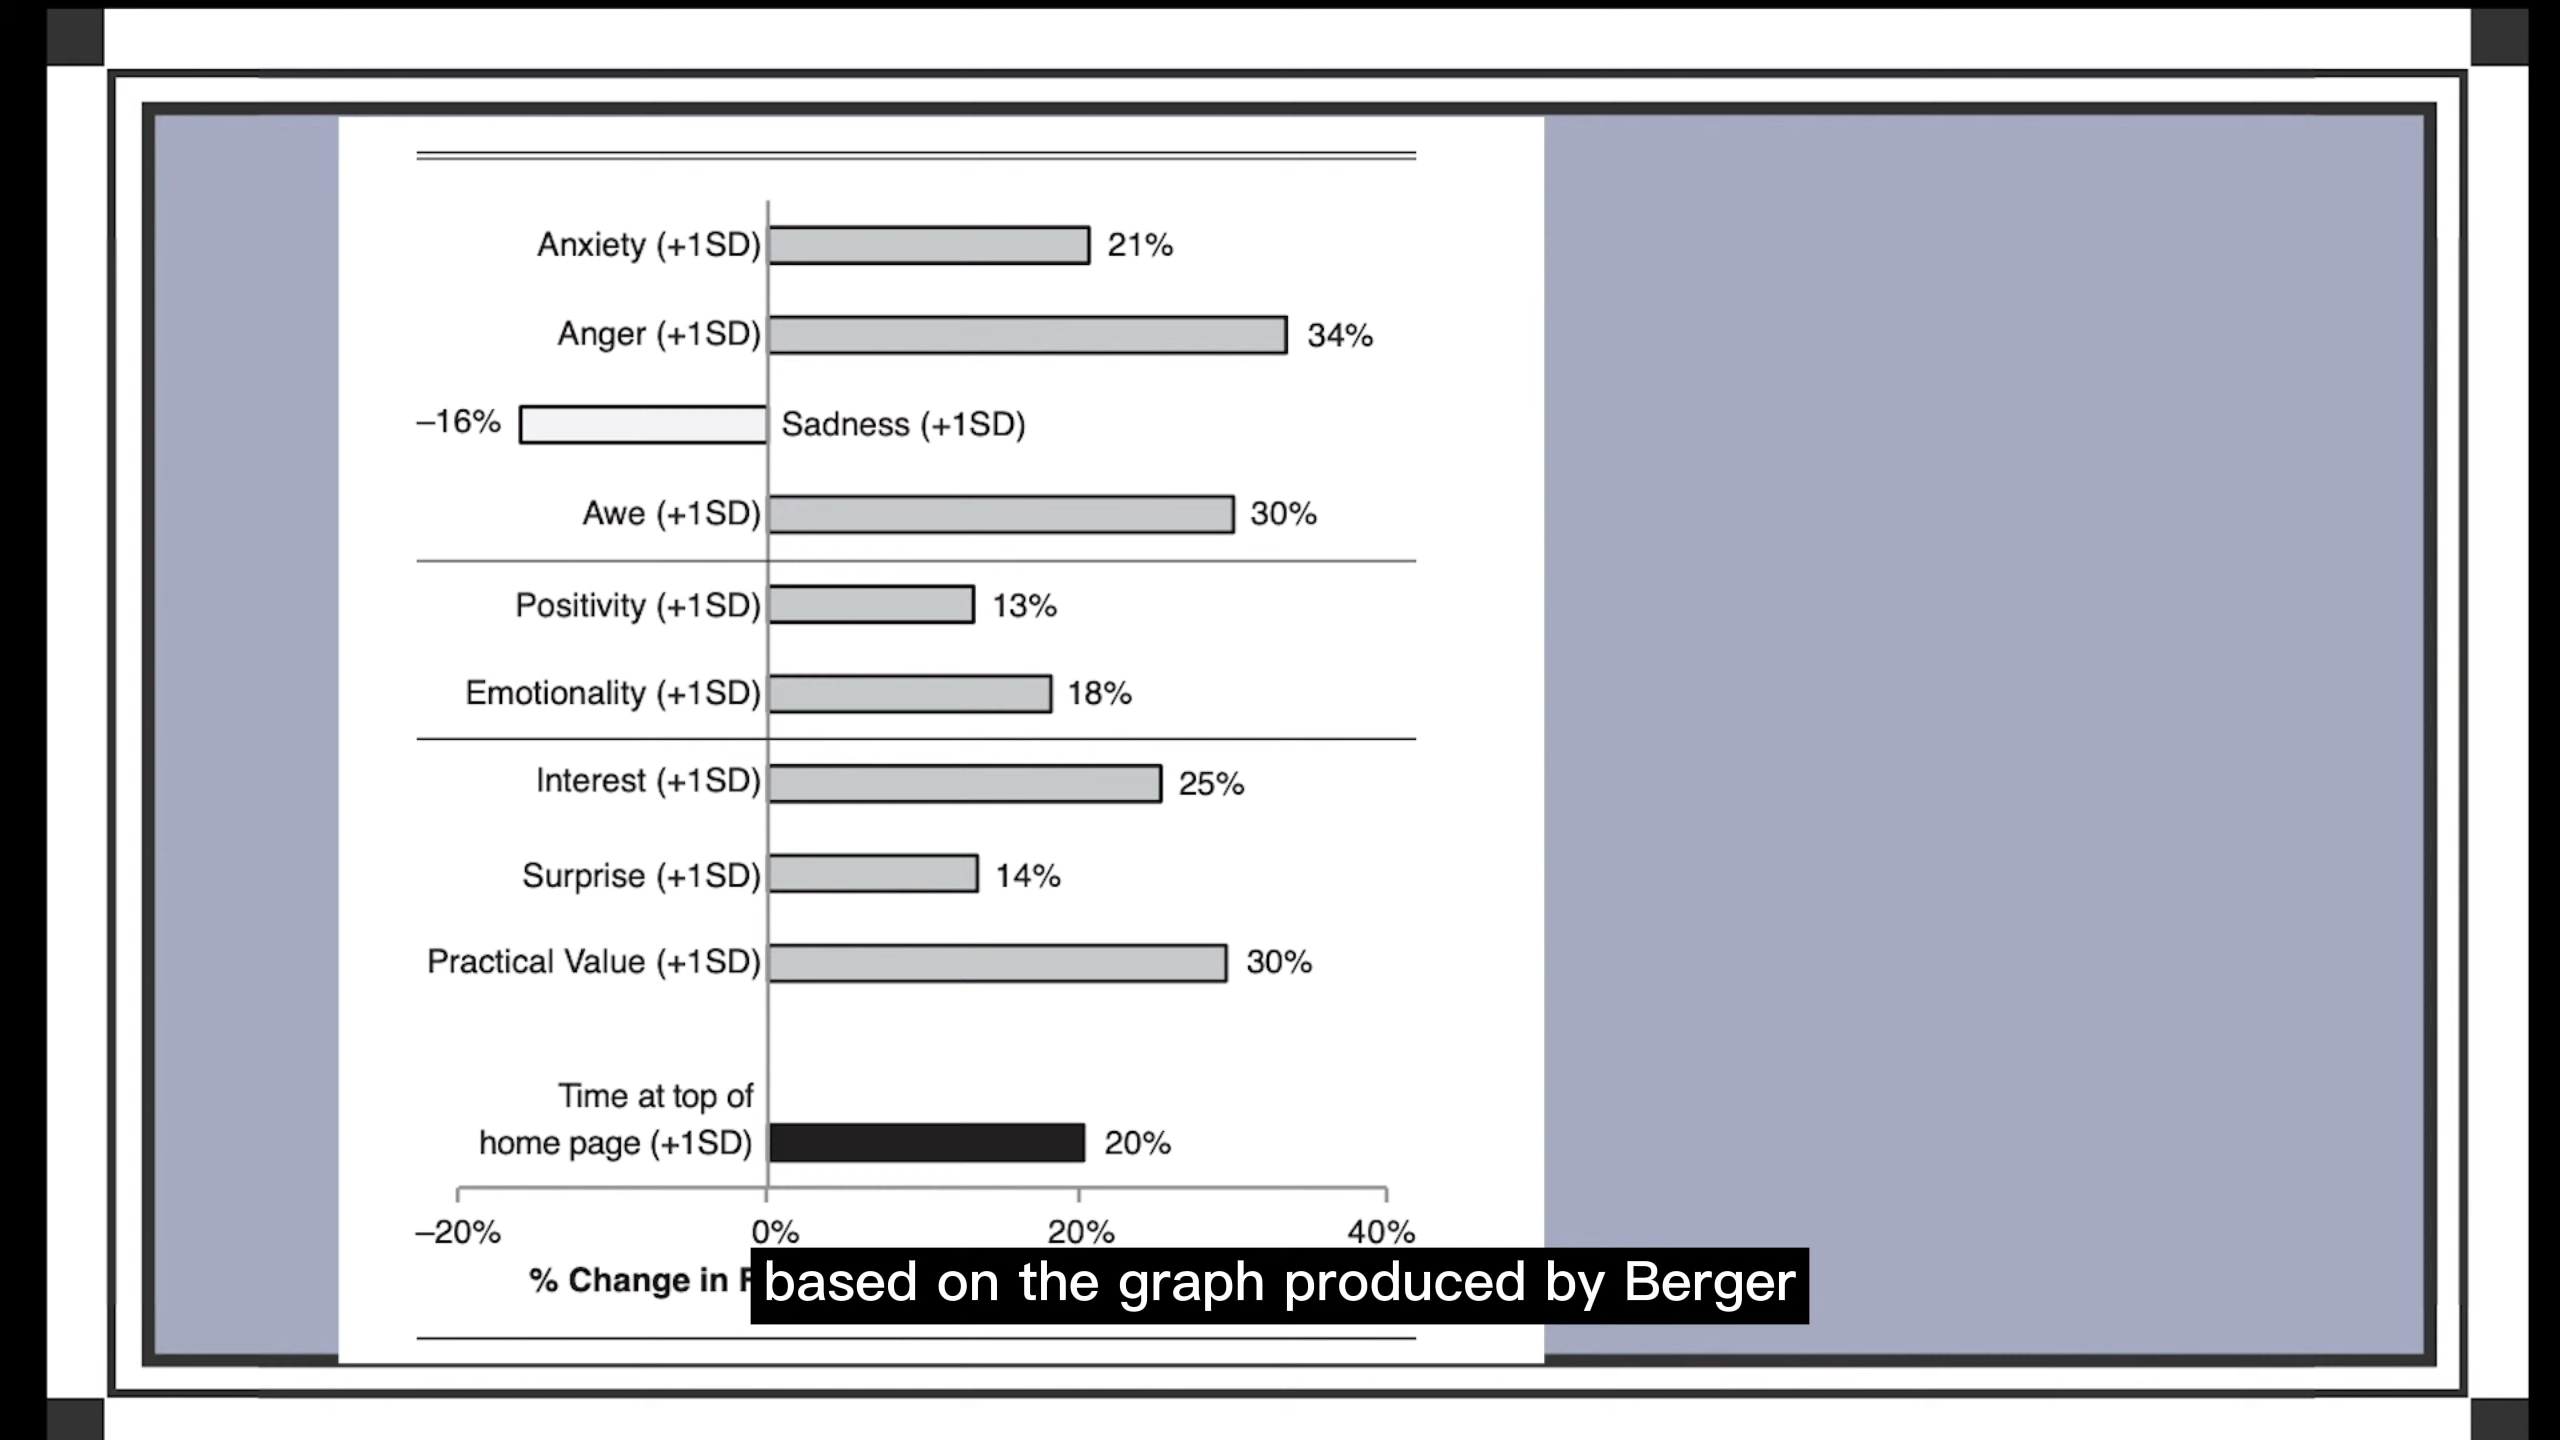 Anxiety (+1SD) 21%
Anger (+1SD) 34%
–16% Sadness (+1SD)
Awe (+1SD) 30%
Positivity (+1SD) 13%
Emotionality (+1SD) 18%
Interest (+1SD) 25%
Surprise (+1SD) 14%
Practical Value (+1SD) 30%
Time at top of
home page (+1SD) 20%
–20% 0% 20% 40%
% Change in
based on the graph produced by Berger